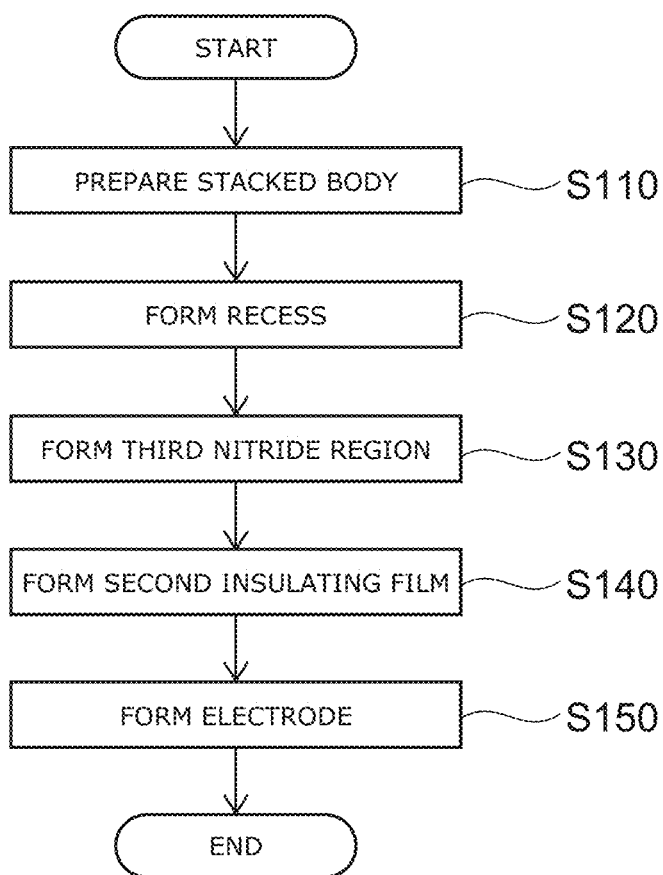 START
PREPARE STACKED BODY
S110
FORM RECESS
S120
FORM THIRD NITRIDE REGION
S130
FORM SECOND INSULATING FILM
S140
FORM ELECTRODE
S150
END